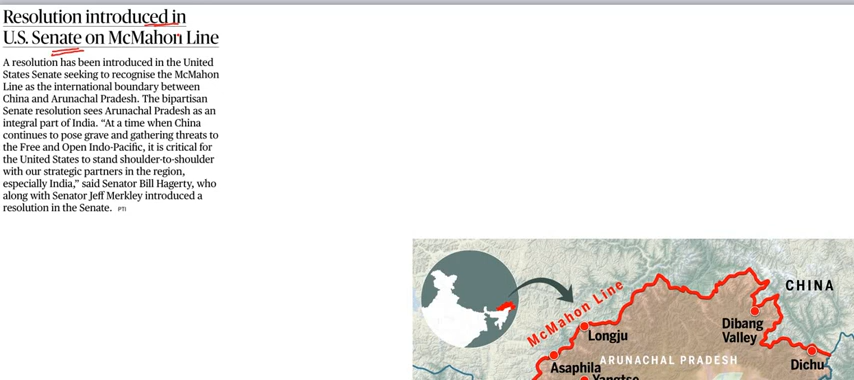 Resolution introduced in
U.S. Senate on McMahon Line
A resolution has been introduced in the United
States Senate seeking to recognise the McMahon
Line as the international boundary between
China and Arunachal Pradesh. The bipartisan
Senate resolution sees Arunachal Pradesh as an
integral part of India. “At a time when China
continues to pose grave and gathering threats to
the Free and Open Indo-Pacific, it is critical for
the United States to stand shoulder-to-shoulder
with our strategic partners in the region,
especially India,” said Senator Bill Hagerty, who
along with Senator Jeff Merkley introduced a
resolution in the Senate. PTI
CHINA
McMahon Line
Dibang
Valley
Longju
ARUNACHAL PRADESH
Dichu
Asaphila
Yangtse